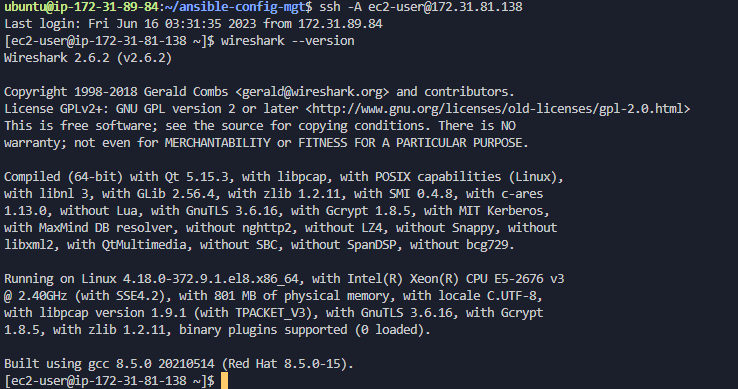 ubuntu@ip-172-31-89-84:~/ansible-config-mgt$ ssh -A ec2-user@172.31.81.138
Last login: Fri Jun 16 03:31:35 2023 from 172.31.89.84
[ec2-user@ip-172-31-81-138 ~]$ wireshark --version
Wireshark 2.6.2 (v2.6.2)

Copyright 1998-2018 Gerald Combs <gerald@wireshark.org> and contributors.
License GPLv2+: GNU GPL version 2 or later <http://www.gnu.org/licenses/old-licenses/gpl-2.0.html>
This is free software; see the source for copying conditions. There is NO
warranty; not even for MERCHANTABILITY or FITNESS FOR A PARTICULAR PURPOSE.

Compiled (64-bit) with Qt 5.15.3, with libpcap, with POSIX capabilities (Linux),
with libnl 3, with GLib 2.56.4, with zlib 1.2.11, with SMI 0.4.8, with c-ares
1.13.0, without Lua, with GnuTLS 3.6.16, with Gcrypt 1.8.5, with MIT Kerberos,
with MaxMind DB resolver, without nghttp2, without LZ4, without Snappy, without
libxml2, with QtMultimedia, without SBC, without SpanDSP, without bcg729.

Running on Linux 4.18.0-372.9.1.el8.x86_64, with Intel(R) Xeon(R) CPU E5-2676 v3
@ 2.40GHz (with SSE4.2), with 801 MB of physical memory, with locale C.UTF-8,
with libpcap version 1.9.1 (with TPACKET_V3), with GnuTLS 3.6.16, with Gcrypt
1.8.5, with zlib 1.2.11, binary plugins supported (0 loaded).

Built using gcc 8.5.0 20210514 (Red Hat 8.5.0-15).
[ec2-user@ip-172-31-81-138 ~]$